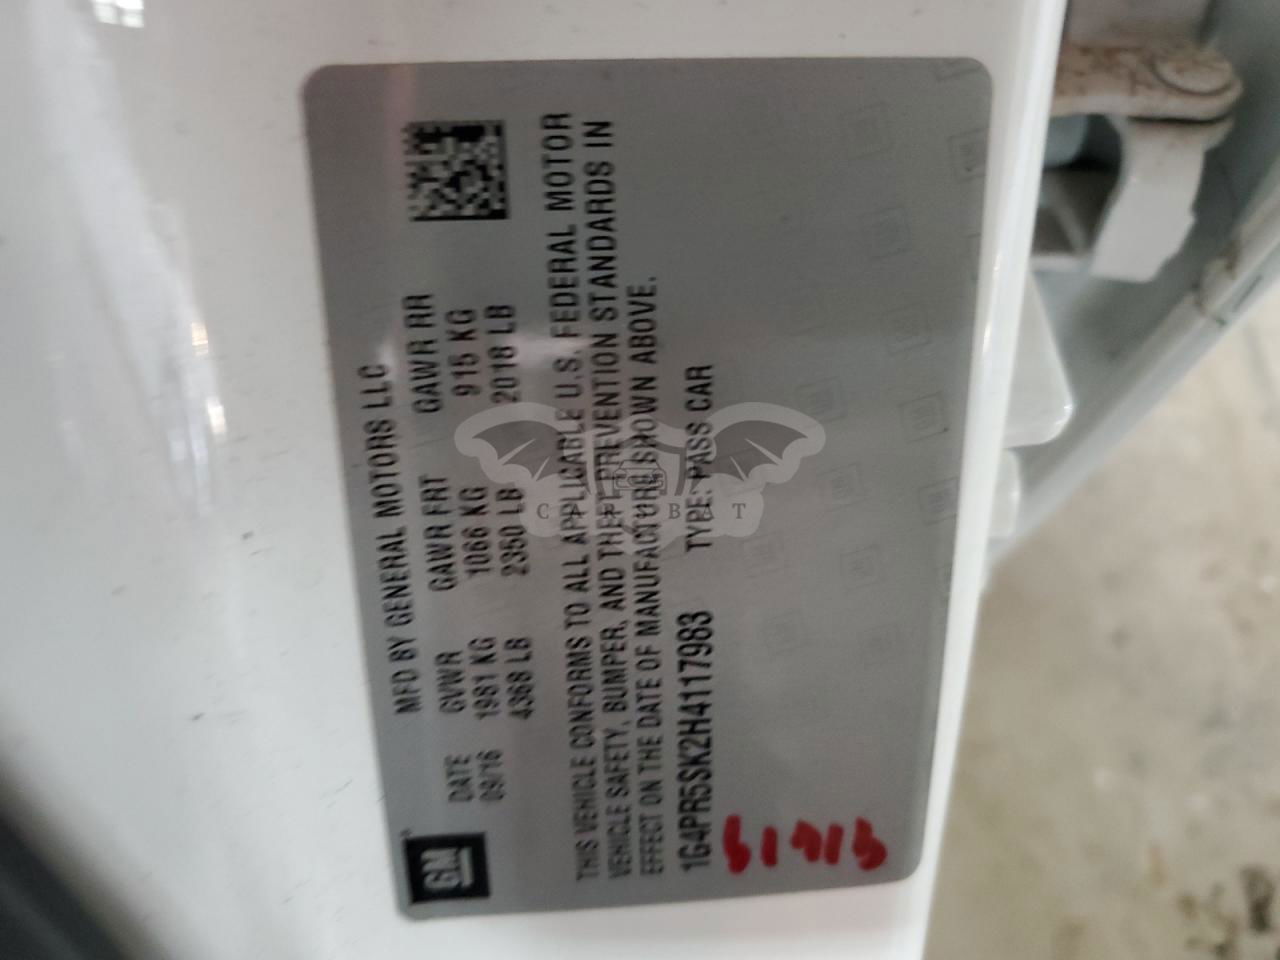 MFD BY GENERAL MOTORS LLC
DATE GVWR GAWR FRT GAWR RR
09/16 1981 KG 1066 KG 915 KG
4368 LB 2350 LB 2018 LB
GM
THIS VEHICLE CONFORMS TO ALL APPLICABLE U.S. FEDERAL MOTOR
VEHICLE SAFETY, BUMPER, AND THEFT PREVENTION STANDARDS IN
EFFECT ON THE DATE OF MANUFACTURE SHOWN ABOVE.
1G4PR5SK2H4117983 TYPE: PASS CAR
CARSBAT